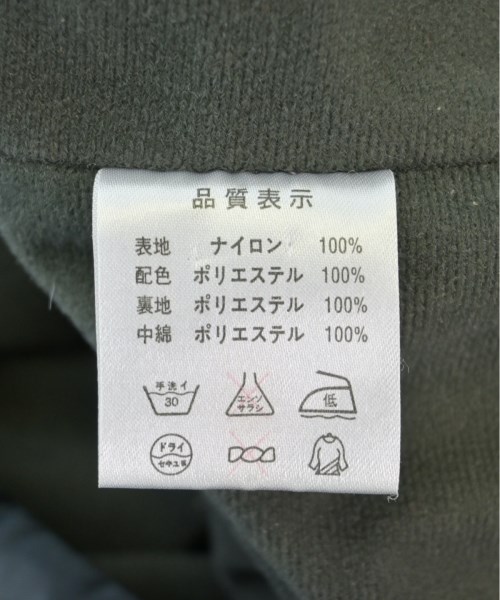 品質表示
表地 ナイロン 100%
配色 ポリエステル 100%
裏地 ポリエステル 100%
中綿 ポリエステル 100%
手洗イ
30
エンソ
サラシ
低
ドライ
セキユ系